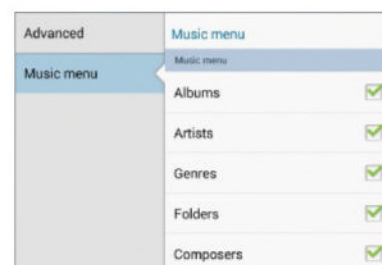 Advanced
Music menu
Music menu
Music menu
Albums
Artists
Genres
Folders
Composers